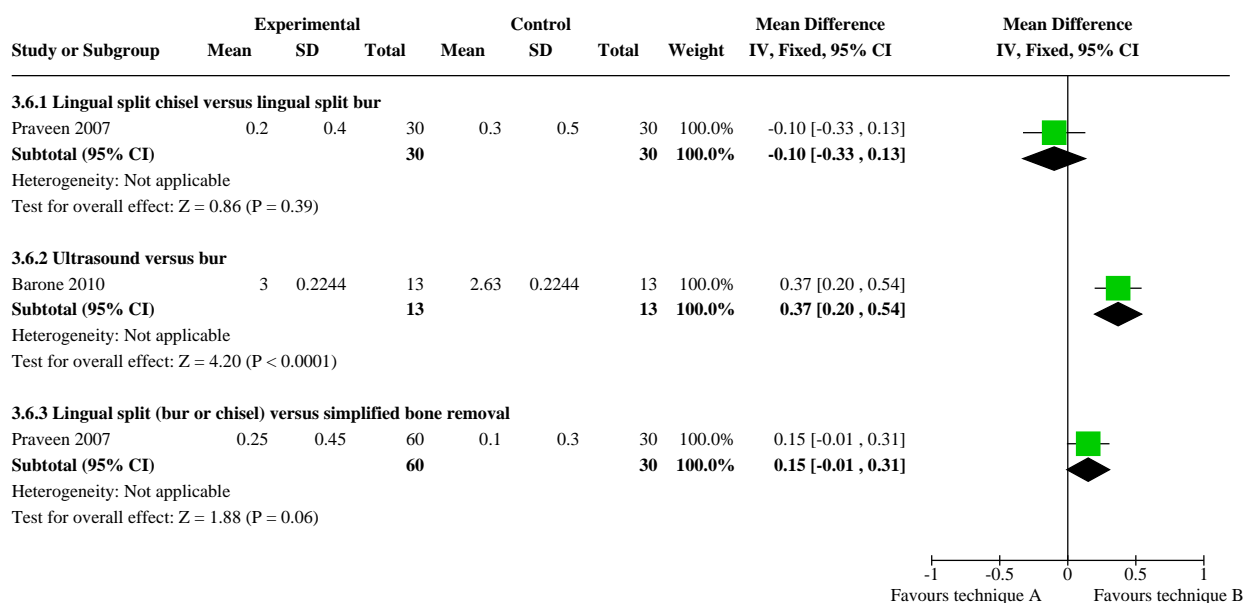 Experimental Control Mean Difference Mean Difference
Study or Subgroup Mean SD Total Mean SD Total Weight IV, Fixed, 95% CI IV, Fixed, 95% CI
3.6.1 Lingual split chisel versus lingual split bur
Praveen 2007 0.2 0.4 30 0.3 0.5 30 100.0% -0.10 [-0.33 , 0.13]
Subtotal (95% CI) 30 30 100.0% -0.10 [-0.33 , 0.13]
Heterogeneity: Not applicable
Test for overall effect: Z = 0.86 (P = 0.39)
3.6.2 Ultrasound versus bur
Barone 2010 3 0.2244 13 2.63 0.2244 13 100.0% 0.37 [0.20 , 0.54]
Subtotal (95% CI) 13 13 100.0% 0.37 [0.20 , 0.54]
Heterogeneity: Not applicable
Test for overall effect: Z = 4.20 (P < 0.0001)
3.6.3 Lingual split (bur or chisel) versus simplified bone removal
Praveen 2007 0.25 0.45 60 0.1 0.3 30 100.0% 0.15 [-0.01 , 0.31]
Subtotal (95% CI) 60 30 100.0% 0.15 [-0.01 , 0.31]
Heterogeneity: Not applicable
Test for overall effect: Z = 1.88 (P = 0.06)
-1 -0.5 0 0.5 1
Favours technique A Favours technique B